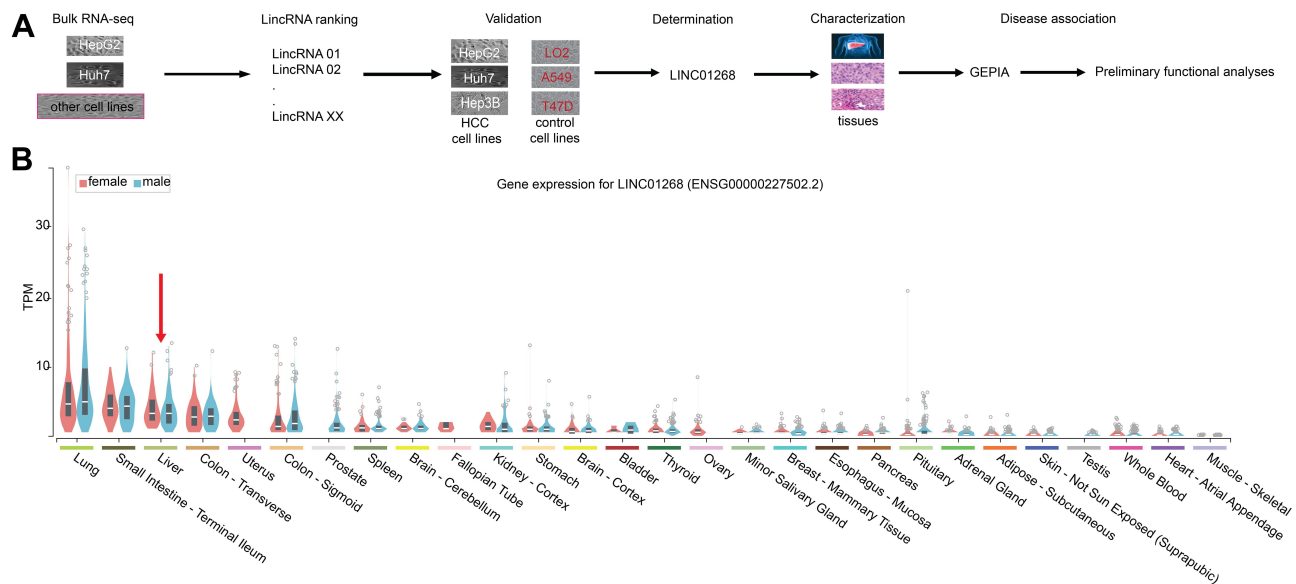 A
Bulk RNA-seq
HepG2
Huh7
other cell lines
LincRNA ranking
LincRNA 01
LincRNA 02
.
.
LincRNA XX
Validation
HepG2
Huh7
Hep3B
HCC
cell lines
LO2
A549
T47D
control
cell lines
Determination
LINC01268
Characterization
tissues
Disease association
GEPIA
Preliminary functional analyses
B
female male
Gene expression for LINC01268 (ENSG00000227502.2)
TPM
30
20
10
Lung
Small Intestine - Terminal Ileum
Liver
Colon - Transverse
Uterus
Colon - Sigmoid
Prostate
Spleen
Brain - Cerebellum
Fallopian Tube
Kidney - Cortex
Stomach
Brain - Cortex
Bladder
Thyroid
Ovary
Minor Salivary Gland
Breast - Mammary Tissue
Esophagus - Mucosa
Pancreas
Pituitary
Adrenal Gland
Adipose - Subcutaneous
Skin - Not Sun Exposed (Suprapubic)
Testis
Whole Blood
Heart - Atrial Appendage
Muscle - Skeletal